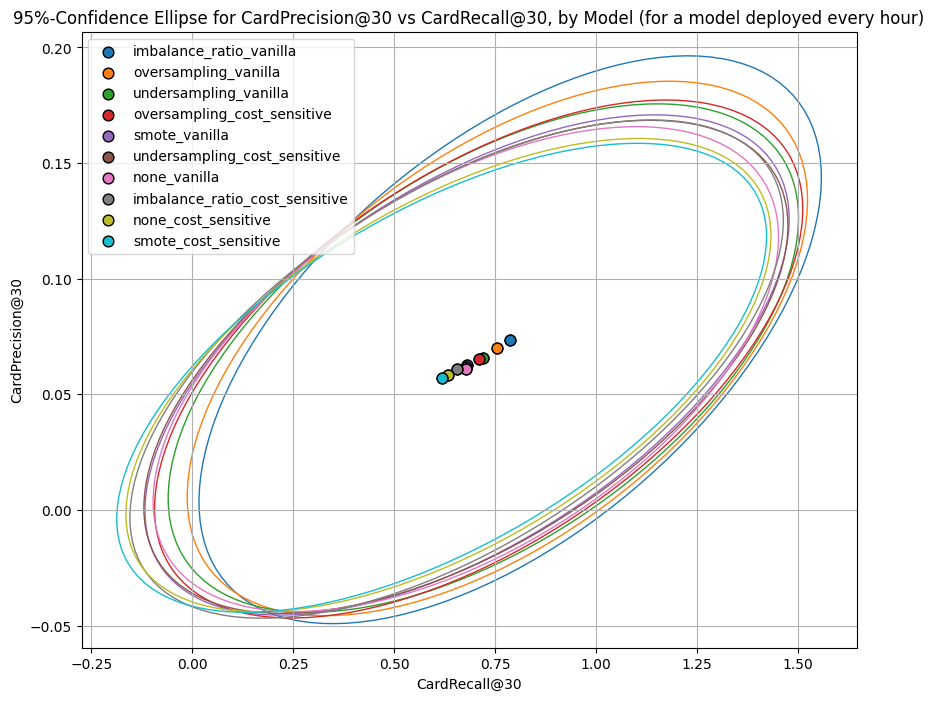 95%-Confidence Ellipse for CardPrecision@30 vs CardRecall@30, by Model (for a model deployed every hour)
imbalance_ratio_vanilla
oversampling_vanilla
undersampling_vanilla
oversampling_cost_sensitive
smote_vanilla
undersampling_cost_sensitive
none_vanilla
imbalance_ratio_cost_sensitive
none_cost_sensitive
smote_cost_sensitive
CardPrecision@30
0.20
0.15
0.10
0.05
0.00
−0.05
−0.25
0.00
0.25
0.50
0.75
1.00
1.25
1.50
CardRecall@30